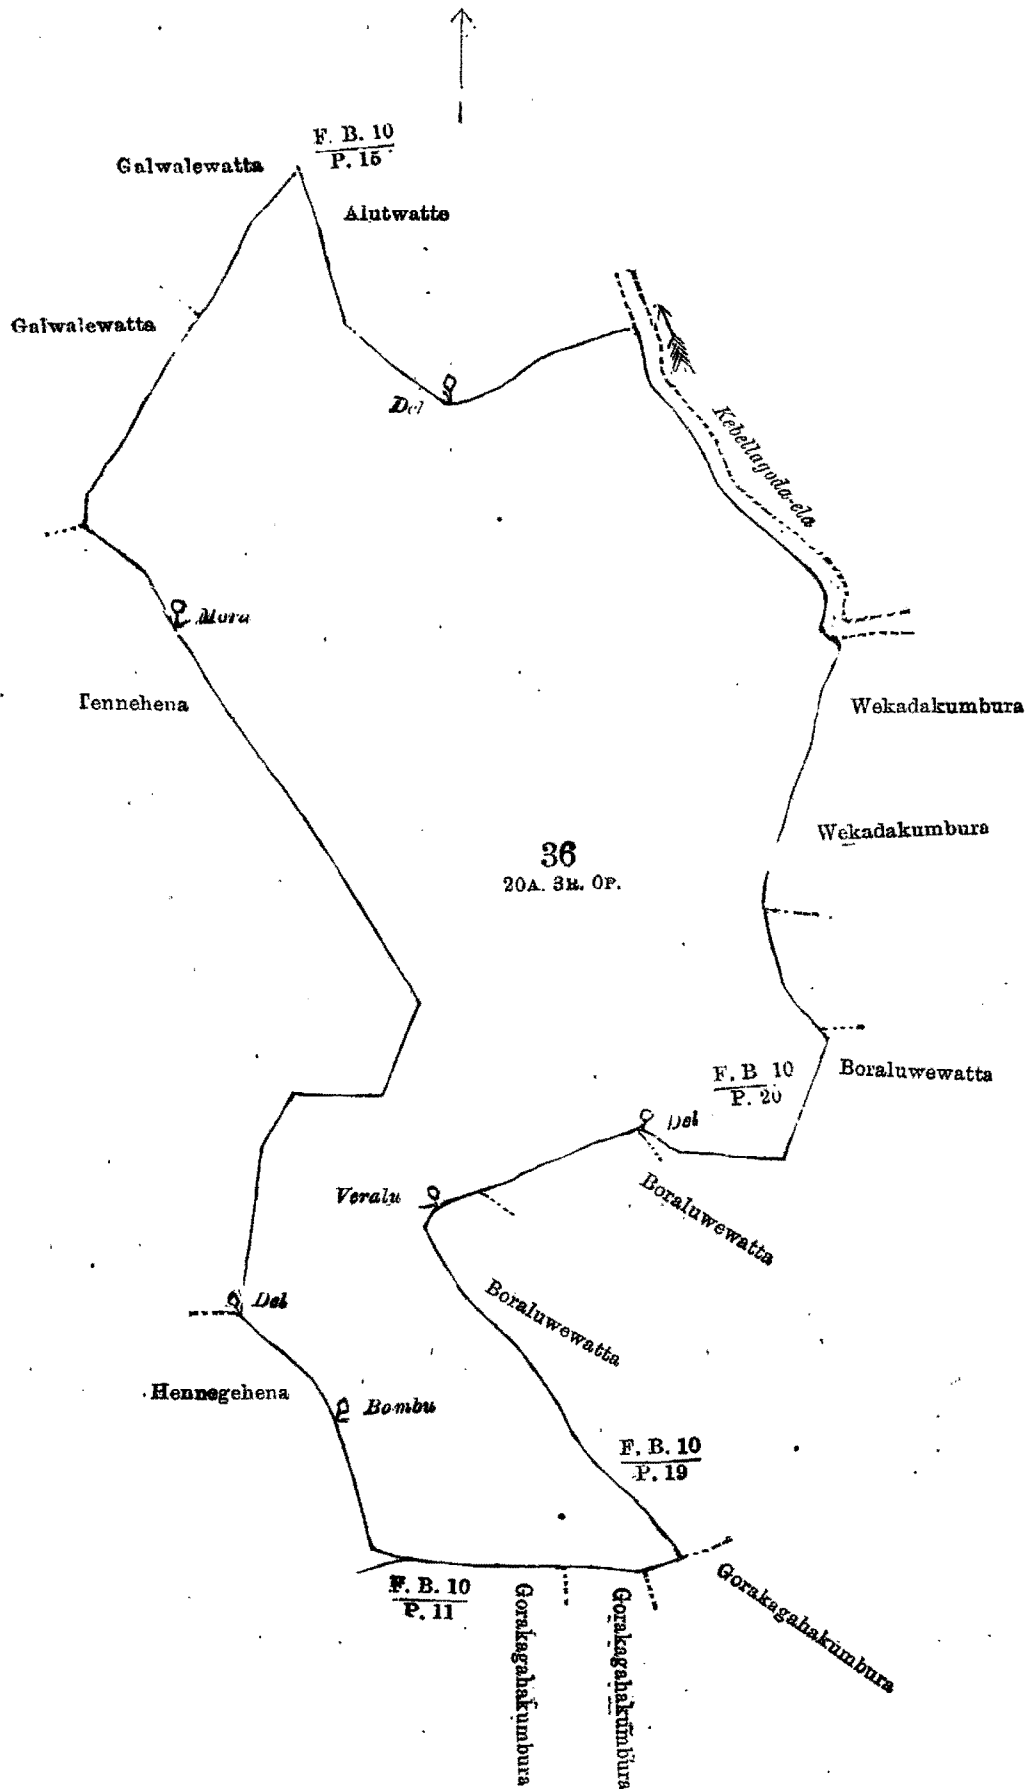 F. B. 10
P. 15
Galwalewatta
Alutwatte
Galwalewatta
Del
Kebellagoda-ela
Mora
Tennehena
Wekadakumbura
Wekadakumbura
36
20A. 3R. 0P.
F. B 10
P. 20
Boraluwewatta
Del
Veralu
Boraluwewatta
Boraluwewatta
Del
Hennegehena
Bombu
F. B. 10
P. 19
F. B. 10
P. 11
Gorakagahakumbura
Gorakagahakumbura
Gorakagahakumbura